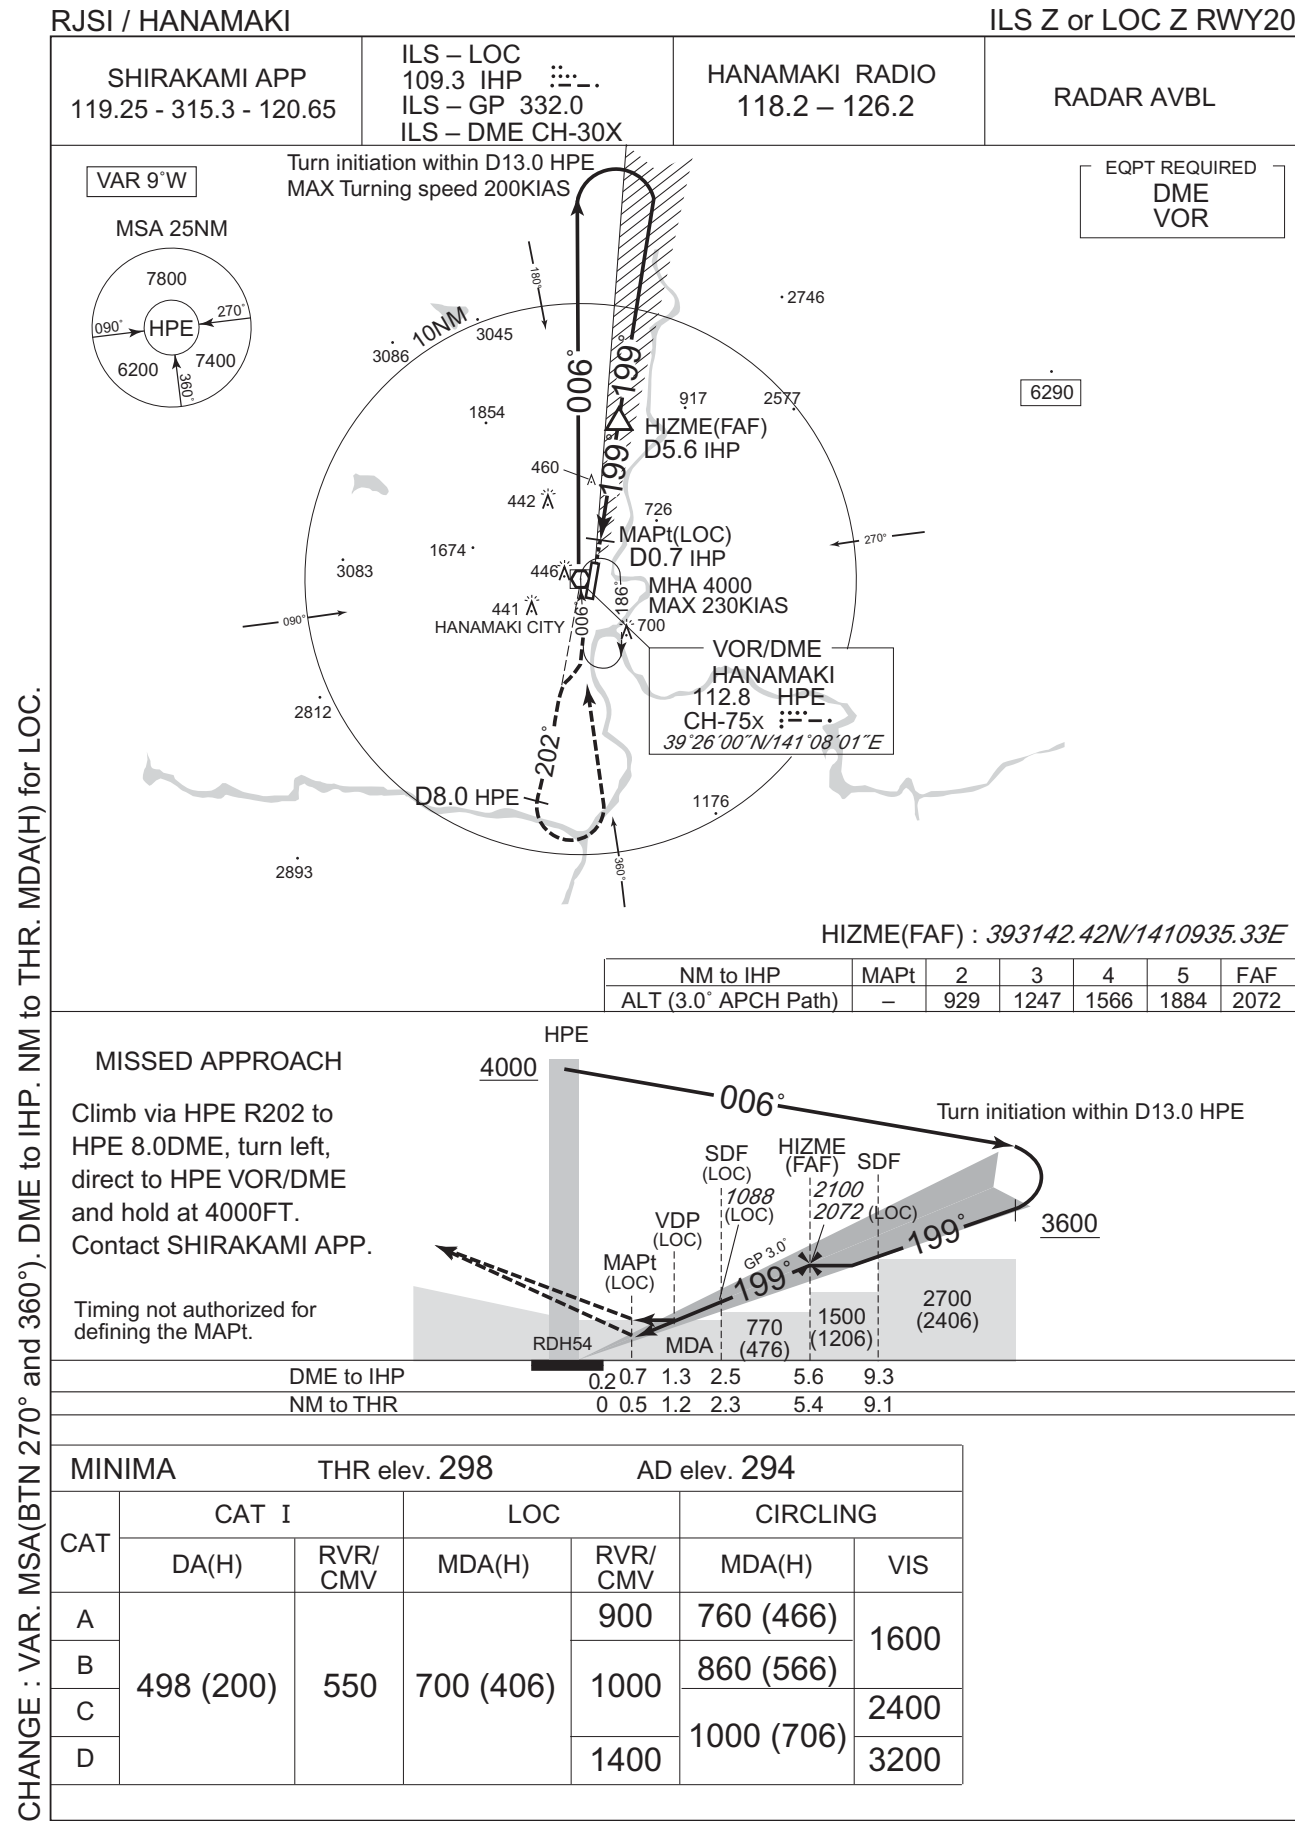 RJSI / HANAMAKI
ILS Z or LOC Z RWY20
SHIRAKAMI APP
119.25 - 315.3 - 120.65
ILS – LOC
109.3 IHP
ILS – GP 332.0
ILS – DME CH-30X
HANAMAKI RADIO
118.2 – 126.2
RADAR AVBL
VAR 9˚W
Turn initiation within D13.0 HPE
MAX Turning speed 200KIAS
EQPT REQUIRED
DME
VOR
MSA 25NM
7800
090˚
HPE
270˚
6200
7400
360˚
180˚
2746
10NM
3045
3086
006˚
199˚
6290
917
2577
1854
HIZME(FAF)
D5.6 IHP
199˚
460
442
726
MAPt(LOC)
D0.7 IHP
1674
3083
446
270˚
MHA 4000
MAX 230KIAS
186˚
006˚
441
HANAMAKI CITY
090˚
700
VOR/DME
HANAMAKI
112.8 HPE
CH-75x
39˚26´00˝N/141˚08´01˝E
2812
202˚
D8.0 HPE
1176
360˚
2893
HIZME(FAF) : 393142.42N/1410935.33E
NM to IHP MAPt 2 3 4 5 FAF
ALT (3.0˚ APCH Path) – 929 1247 1566 1884 2072
MISSED APPROACH
Climb via HPE R202 to
HPE 8.0DME, turn left,
direct to HPE VOR/DME
and hold at 4000FT.
Contact SHIRAKAMI APP.
Timing not authorized for
defining the MAPt.
HPE
4000
006˚
Turn initiation within D13.0 HPE
SDF
(LOC)
1088
(LOC)
HIZME
(FAF)
2100
2072 (LOC)
SDF
VDP
(LOC)
MAPt
(LOC)
GP 3.0˚
199˚
199˚
3600
RDH54
MDA
770
(476)
1500
(1206)
2700
(2406)
DME to IHP 0.2 0.7 1.3 2.5 5.6 9.3
NM to THR 0 0.5 1.2 2.3 5.4 9.1
MINIMA THR elev. 298 AD elev. 294
CAT
CAT I LOC CIRCLING
DA(H) RVR/CMV MDA(H) RVR/CMV MDA(H) VIS
A 900 760 (466) 1600
B 860 (566)
498 (200) 550 700 (406) 1000
C 2400
1000 (706)
D 1400 3200
CHANGE : VAR. MSA(BTN 270° and 360°). DME to IHP. NM to THR. MDA(H) for LOC.